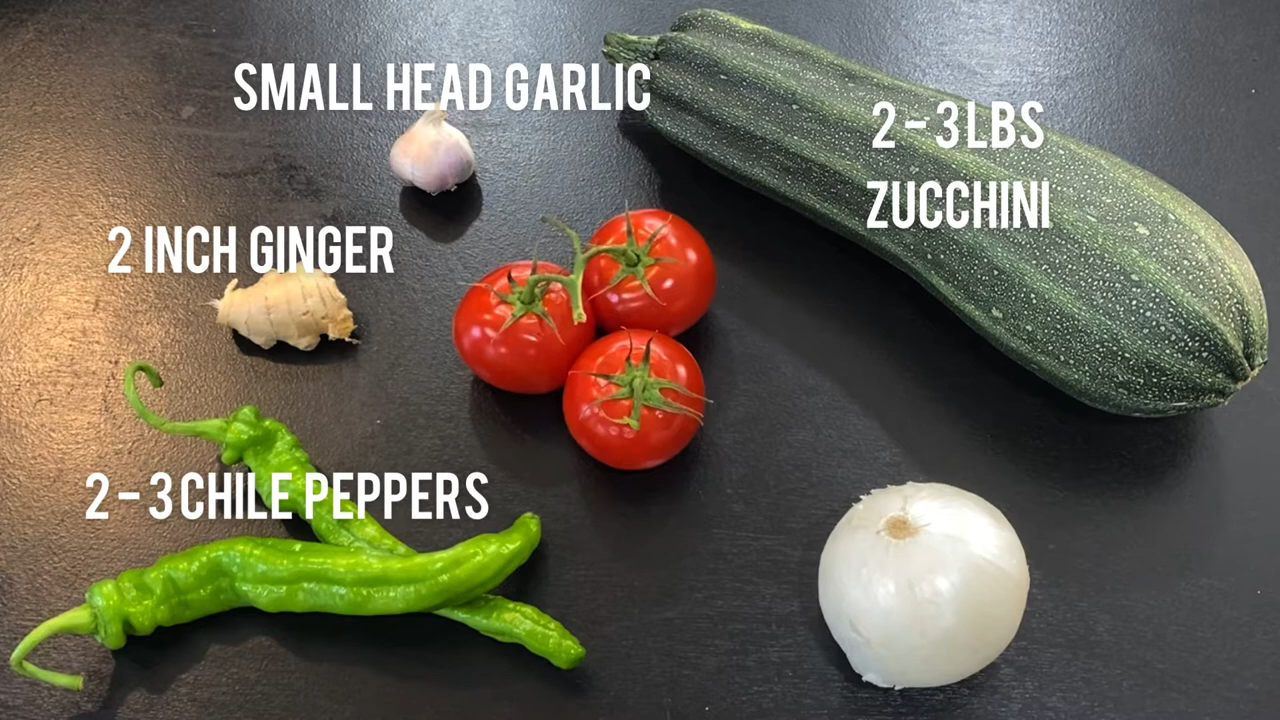 SMALL HEAD GARLIC
2 - 3 LBS
ZUCCHINI
2 INCH GINGER
2 - 3 CHILE PEPPERS